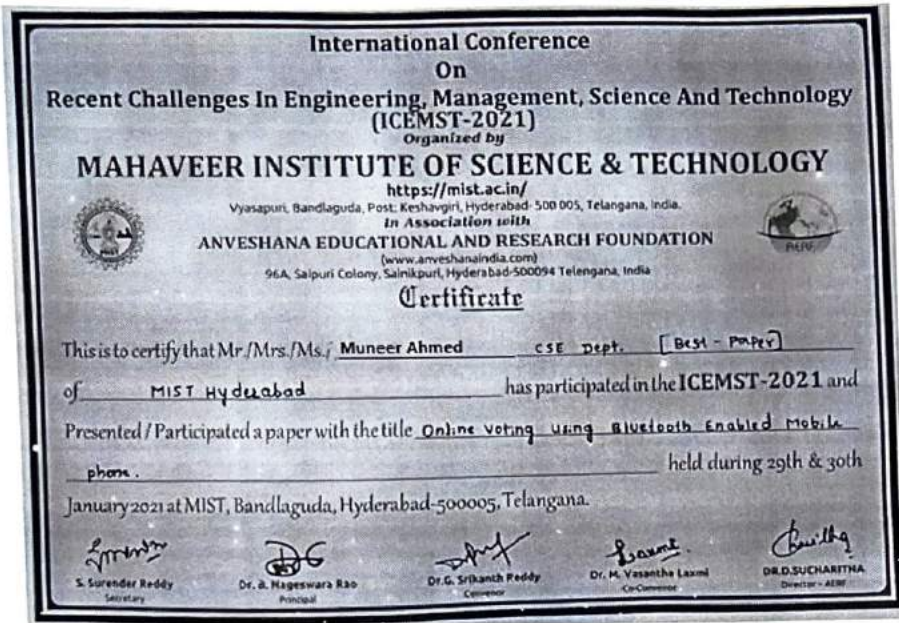 International Conference
On
Recent Challenges In Engineering, Management, Science And Technology
(ICEMST-2021)
Organized by
MAHAVEER INSTITUTE OF SCIENCE & TECHNOLOGY
https://mist.ac.in/
Vyasapuri, Bandlaguda, Post: Keshavgiri, Hyderabad- 500 005, Telangana, India.
In Association with
ANVESHANA EDUCATIONAL AND RESEARCH FOUNDATION
(www.anveshanaindia.com)
96A, Saipuri Colony, Sainikpuri, Hyderabad-500094 Telengana, India
MIST
AERF
Certificate
This is to certify that Mr./Mrs./Ms./ Muneer Ahmed CSE Dept. [Best - Paper]
of MIST Hyderabad has participated in the ICEMST-2021 and
Presented / Participated a paper with the title Online Voting Using Bluetooth Enabled Mobile
phone. held during 29th & 30th
January 2021 at MIST, Bandlaguda, Hyderabad-500005, Telangana.
S. Surender Reddy Dr. B. Nageswara Rao Dr.G. Srikanth Reddy Dr. M. Vasantha Laxmi DR.D.SUCHARITHA
Secretary Principal Convenor Co-Convenor Director - AERF